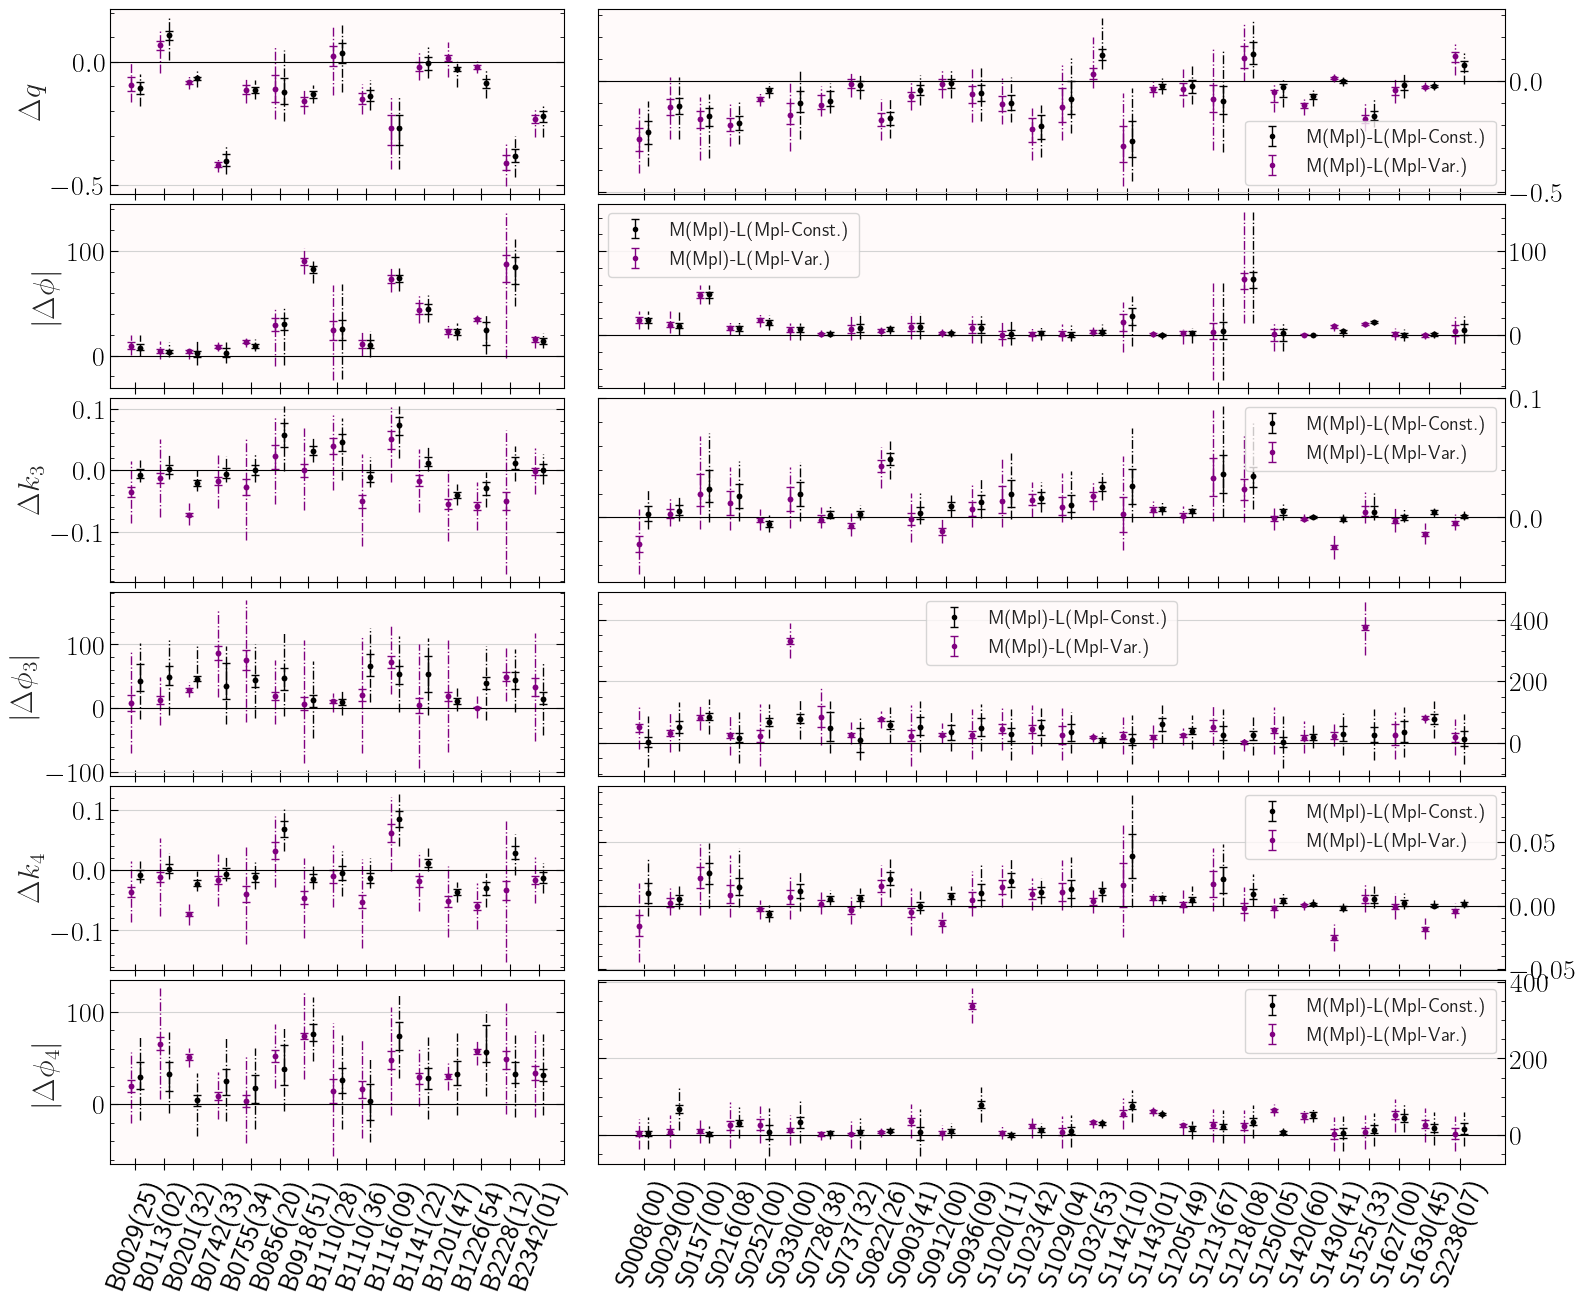 Δq
0.0
−0.5
M(Mpl)-L(Mpl-Const.)
M(Mpl)-L(Mpl-Var.)
0.0
−0.5
|Δϕ|
100
0
M(Mpl)-L(Mpl-Const.)
M(Mpl)-L(Mpl-Var.)
100
0
Δk₃
0.1
0.0
−0.1
M(Mpl)-L(Mpl-Const.)
M(Mpl)-L(Mpl-Var.)
0.1
0.0
|Δϕ₃|
100
0
−100
M(Mpl)-L(Mpl-Const.)
M(Mpl)-L(Mpl-Var.)
400
200
0
Δk₄
0.1
0.0
−0.1
M(Mpl)-L(Mpl-Const.)
M(Mpl)-L(Mpl-Var.)
0.05
0.00
−0.05
|Δϕ₄|
100
0
M(Mpl)-L(Mpl-Const.)
M(Mpl)-L(Mpl-Var.)
400
200
0
B0029(25)
B0113(02)
B0201(32)
B0742(33)
B0755(34)
B0856(20)
B0918(51)
B1110(28)
B1110(36)
B1116(09)
B1141(22)
B1201(47)
B1226(54)
B2228(12)
B2342(01)
S0008(00)
S0029(00)
S0157(00)
S0216(08)
S0252(00)
S0330(00)
S0728(38)
S0737(32)
S0822(26)
S0903(41)
S0912(00)
S0936(09)
S1020(11)
S1023(42)
S1029(04)
S1032(53)
S1142(10)
S1143(01)
S1205(49)
S1213(67)
S1218(08)
S1250(05)
S1420(60)
S1430(41)
S1525(33)
S1627(00)
S1630(45)
S2238(07)